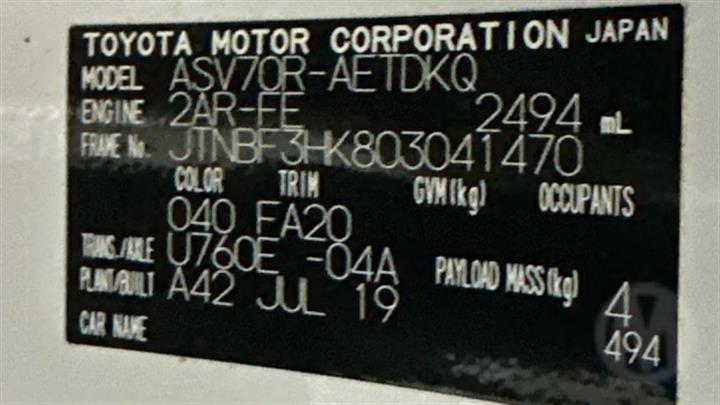 TOYOTA MOTOR CORPORATION JAPAN
MODEL ASV70R-AETDKQ
ENGINE 2AR-FE 2494 mL
FRAME No. JTNBF3HK803041470
COLOR TRIM GVM(kg) OCCUPANTS
040 FA20
TRANS./AXLE U760E -04A PAYLOAD MASS(kg) 4
PLANT/BUILT A42 JUL 19 494
CAR NAME